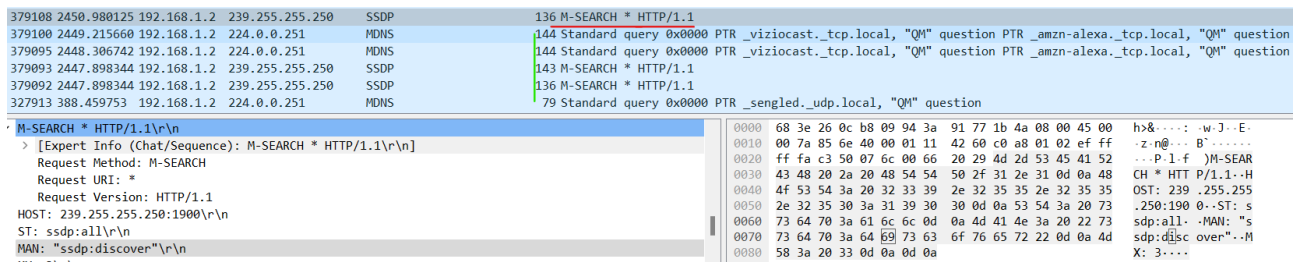 379108 2450.980125 192.168.1.2 239.255.255.250 SSDP 136 M-SEARCH * HTTP/1.1
379100 2449.215660 192.168.1.2 224.0.0.251 MDNS 144 Standard query 0x0000 PTR _viziocast._tcp.local, "QM" question PTR _amzn-alexa._tcp.local, "QM" question
379095 2448.306742 192.168.1.2 224.0.0.251 MDNS 144 Standard query 0x0000 PTR _viziocast._tcp.local, "QM" question PTR _amzn-alexa._tcp.local, "QM" question
379093 2447.898344 192.168.1.2 239.255.255.250 SSDP 143 M-SEARCH * HTTP/1.1
379092 2447.898344 192.168.1.2 239.255.255.250 SSDP 136 M-SEARCH * HTTP/1.1
327913 388.459753 192.168.1.2 224.0.0.251 MDNS 79 Standard query 0x0000 PTR _sengled._udp.local, "QM" question
M-SEARCH * HTTP/1.1\r\n
[Expert Info (Chat/Sequence): M-SEARCH * HTTP/1.1\r\n]
Request Method: M-SEARCH
Request URI: *
Request Version: HTTP/1.1
HOST: 239.255.255.250:1900\r\n
ST: ssdp:all\r\n
MAN: "ssdp:discover"\r\n
0000 68 3e 26 0c b8 09 94 3a 91 77 1b 4a 08 00 45 00 h>&····: ·w·J··E·
0010 00 7a 85 6e 40 00 01 11 42 60 c0 a8 01 02 ef ff ·z·n@··· B`······
0020 ff fa c3 50 07 6c 00 66 20 29 4d 2d 53 45 41 52 ···P·l·f )M-SEAR
0030 43 48 20 2a 20 48 54 54 50 2f 31 2e 31 0d 0a 48 CH * HTT P/1.1··H
0040 4f 53 54 3a 20 32 33 39 2e 32 35 35 2e 32 35 35 OST: 239 .255.255
0050 2e 32 35 30 3a 31 39 30 30 0d 0a 53 54 3a 20 73 .250:190 0··ST: s
0060 73 64 70 3a 61 6c 6c 0d 0a 4d 41 4e 3a 20 22 73 sdp:all· ·MAN: "s
0070 73 64 70 3a 64 69 73 63 6f 76 65 72 22 0d 0a 4d sdp:disc over"··M
0080 58 3a 20 33 0d 0a 0d 0a X: 3····